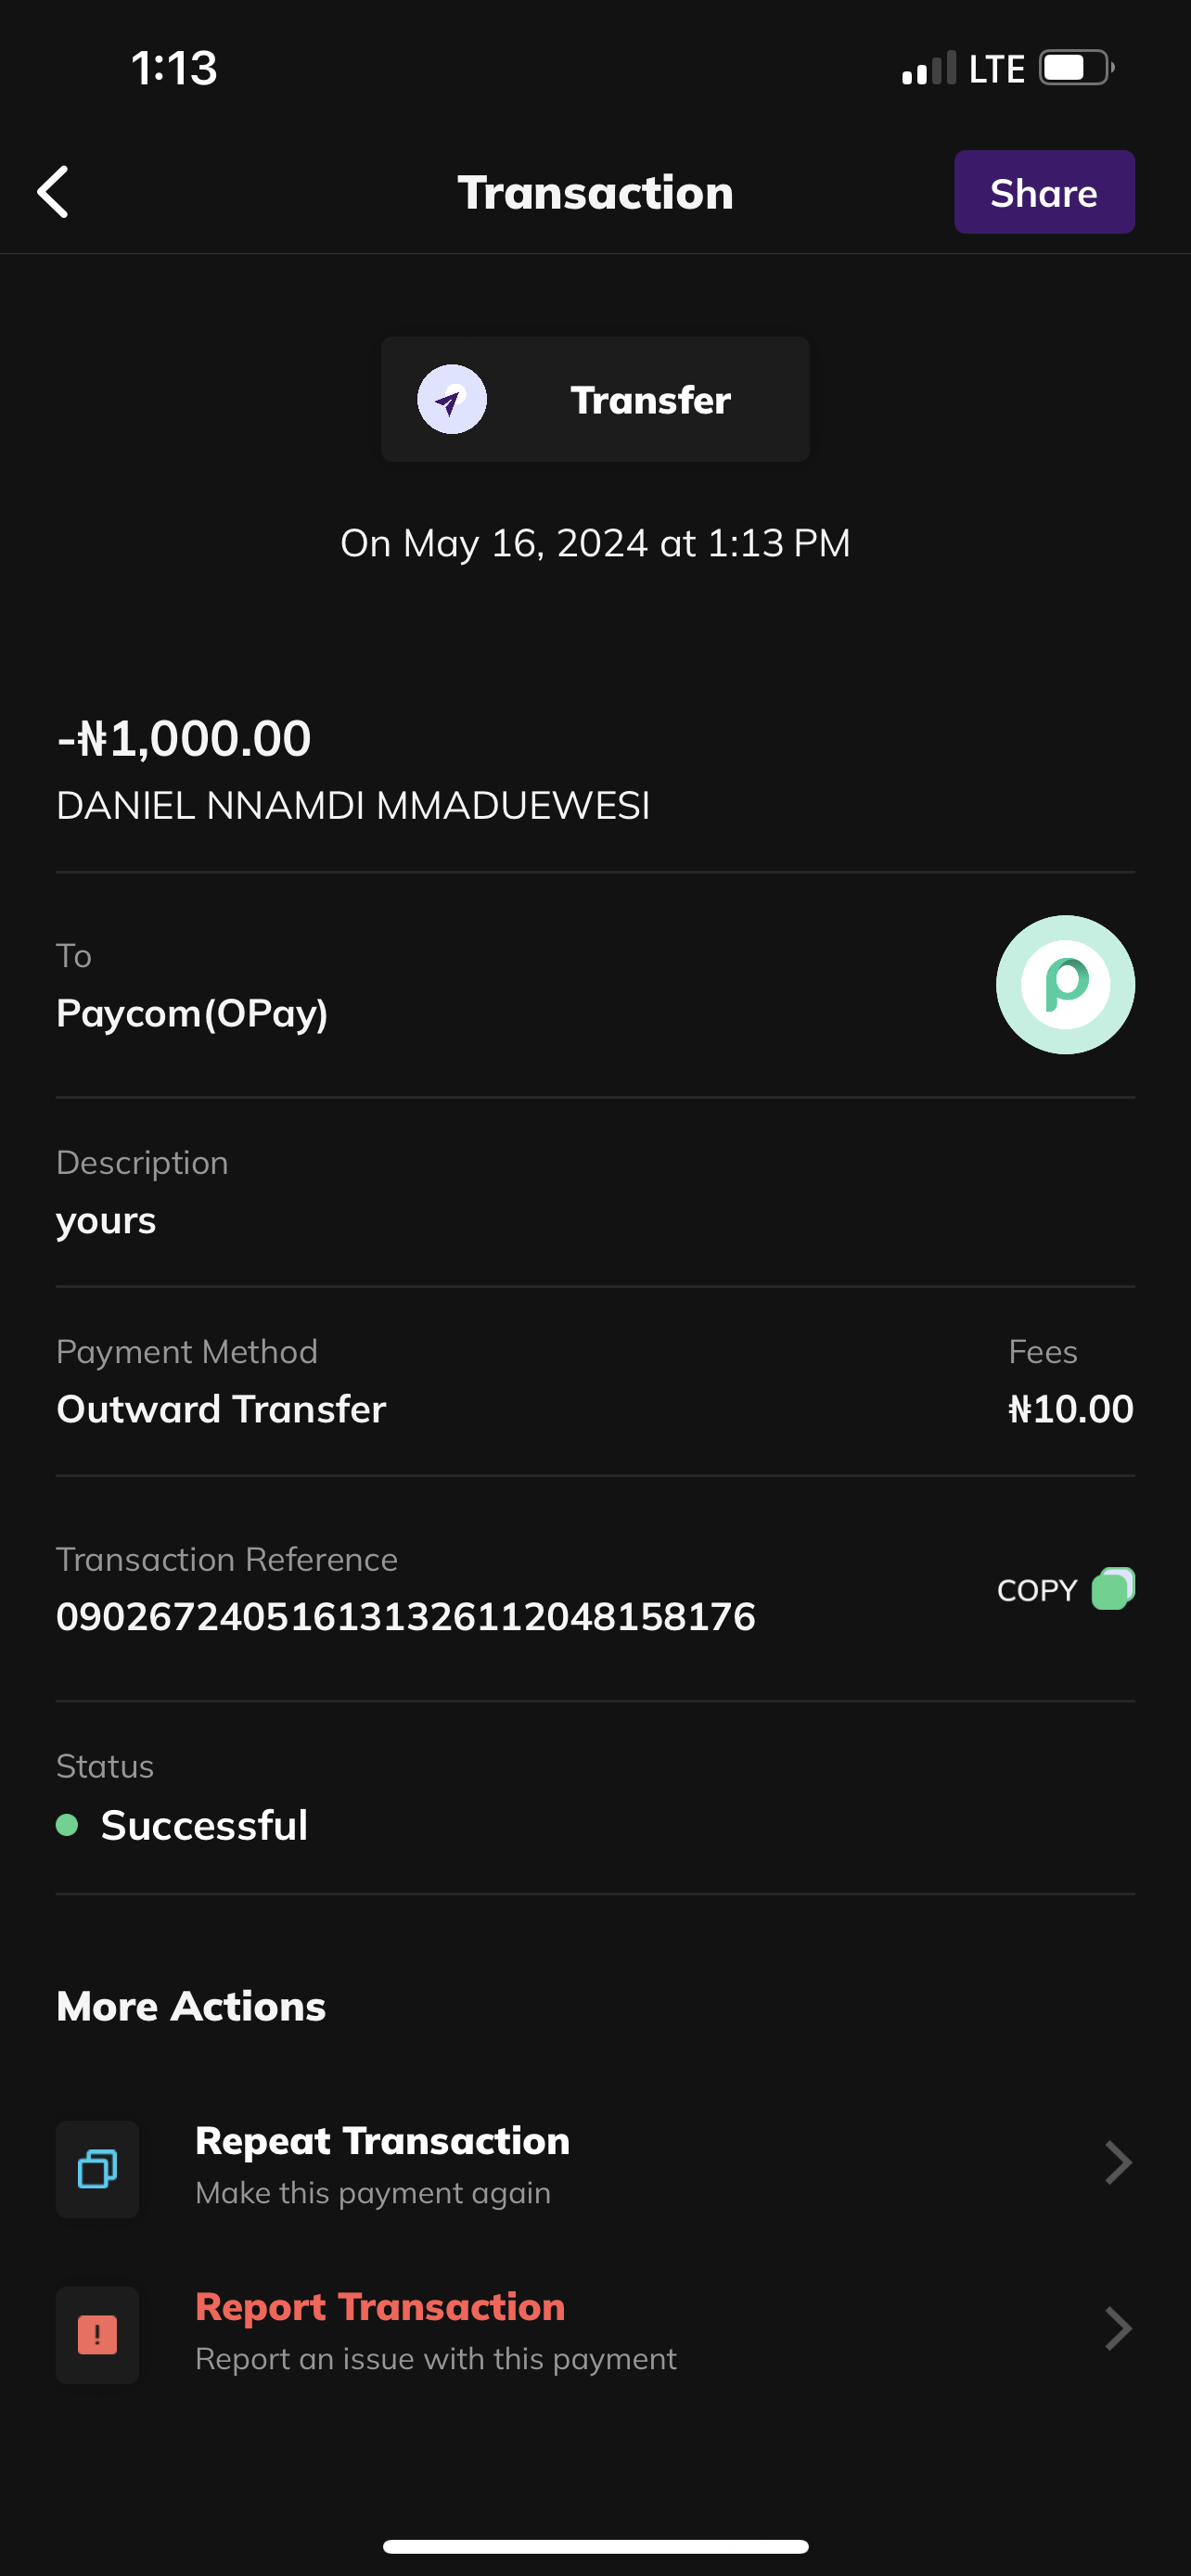 1:13 LTE
Transaction
Share
Transfer
On May 16, 2024 at 1:13 PM
-₦1,000.00
DANIEL NNAMDI MMADUEWESI
To
Paycom(OPay)
Description
yours
Payment Method
Fees
Outward Transfer
₦10.00
Transaction Reference
090267240516131326112048158176
COPY
Status
Successful
More Actions
Repeat Transaction
Make this payment again
Report Transaction
Report an issue with this payment